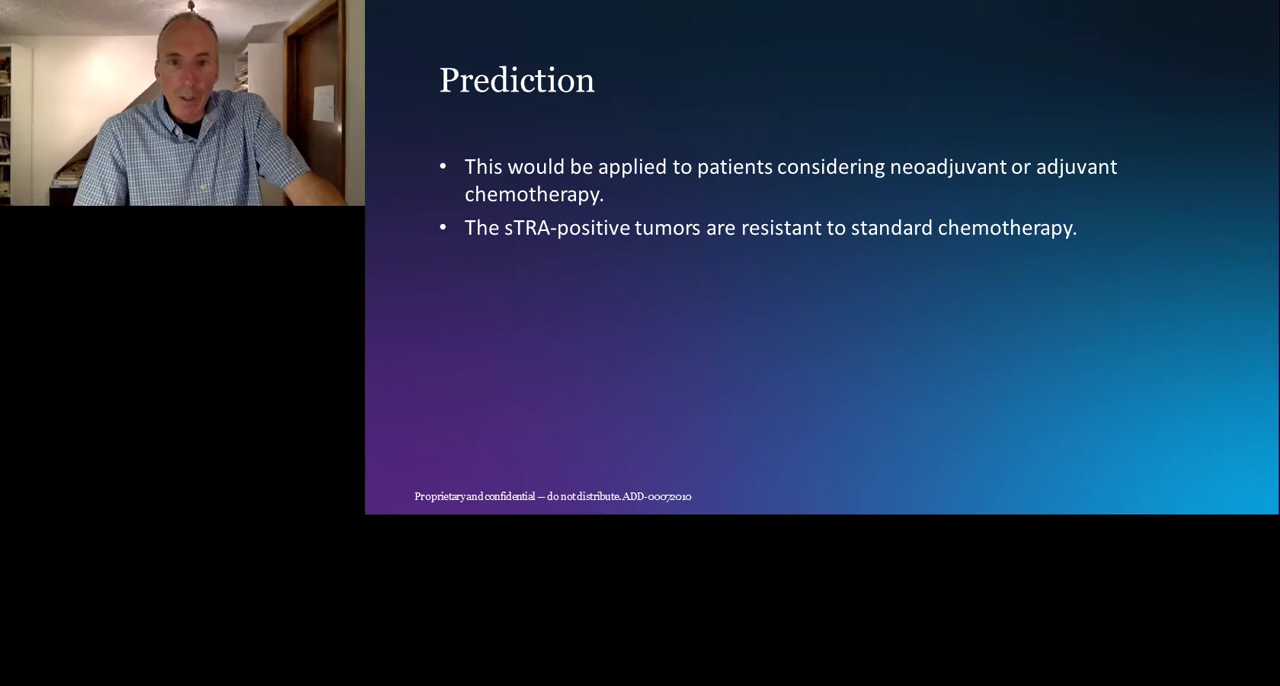 Prediction
• This would be applied to patients considering neoadjuvant or adjuvant
chemotherapy.
• The sTRA-positive tumors are resistant to standard chemotherapy.
Proprietary and confidential — do not distribute. ADD-00072010